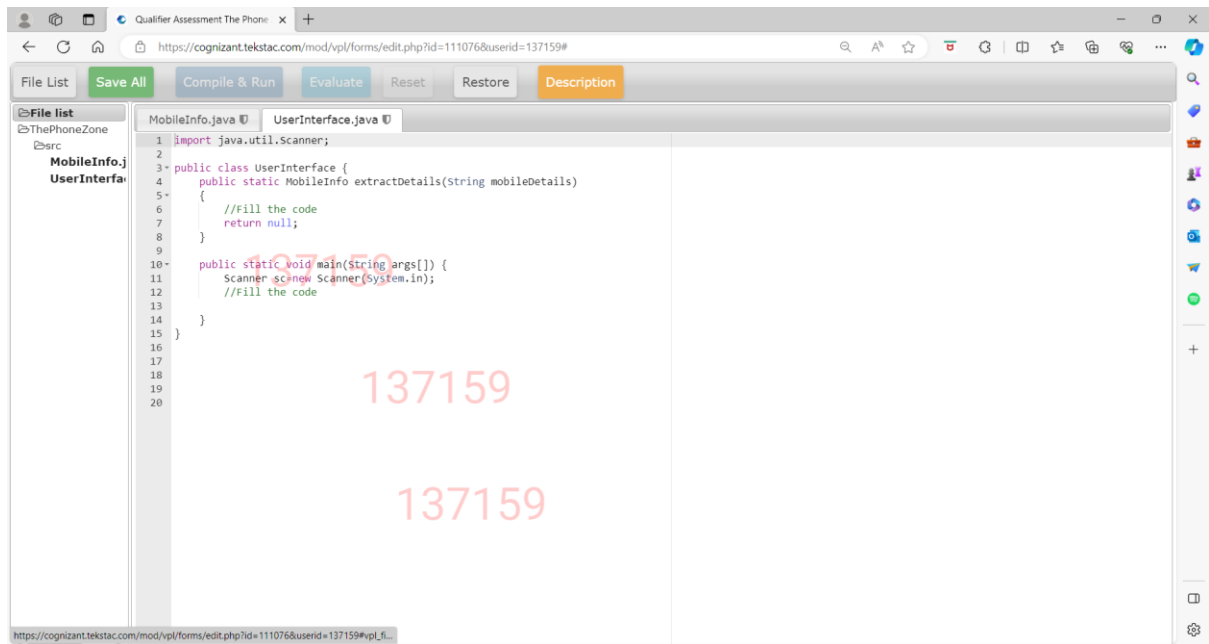 Qualifier Assessment The Phone
https://cognizant.tekstac.com/mod/vpl/forms/edit.php?id=111076&userid=137159#
File List Save All Compile & Run Evaluate Reset Restore Description
File list
ThePhoneZone
src
MobileInfo.j
UserInterfa
MobileInfo.java UserInterface.java
1 import java.util.Scanner;
2
3 public class UserInterface {
4 public static MobileInfo extractDetails(String mobileDetails)
5 {
6 //Fill the code
7 return null;
8 }
9
10 public static void main(String args[]) {
11 Scanner sc=new Scanner(System.in);
12 //Fill the code
13
14 }
15 }
16
17
18
19
20
137159
137159
137159
https://cognizant.tekstac.com/mod/vpl/forms/edit.php?id=111076&userid=137159#vpl_fi...